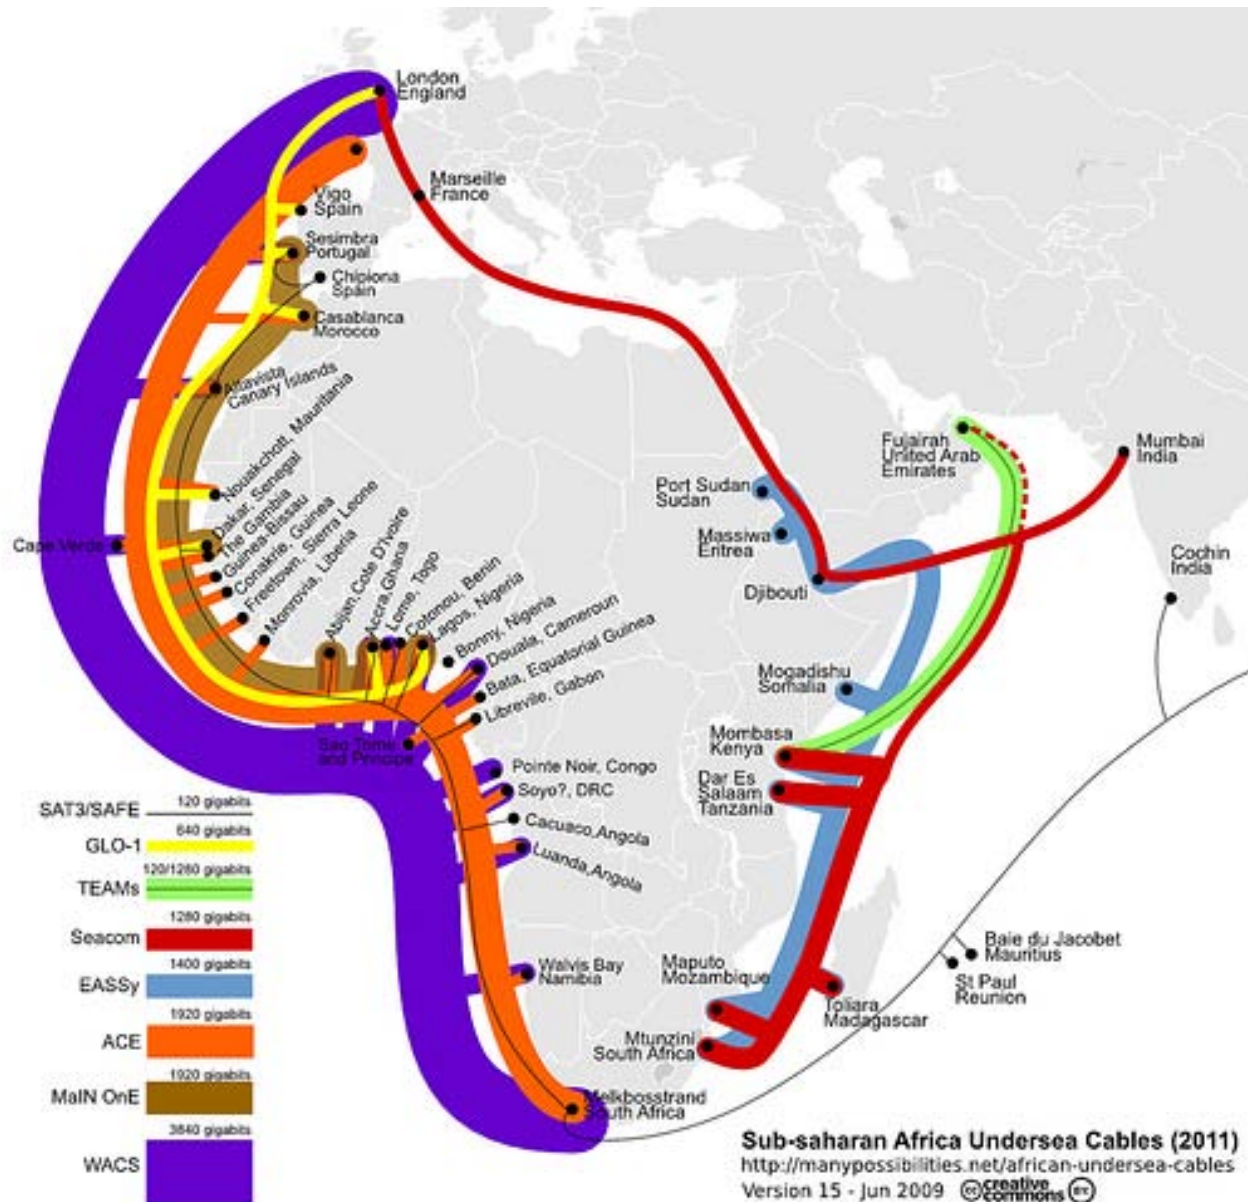 London
England
Marseille
France
Vigo
Spain
Sesimbra
Portugal
Chipiona
Spain
Casablanca
Morocco
Altavista
Canary Islands
Nouakchott, Mauritania
Dakar, Senegal
The Gambia
Guinea-Bissau
Conakrie, Guinea
Freetown, Sierra Leone
Monrovia, Liberia
Cape Verde
Abijan,Cote D'Ivoire
Accra,Ghana
Lome, Togo
Cotonou, Benin
Lagos, Nigeria
Bonny, Nigeria
Douala, Cameroun
Bata, Equatorial Guinea
Libreville, Gabon
Sao Tome
and Principe
Pointe Noir, Congo
Soyo?, DRC
Cacuaco,Angola
Luanda,Angola
Walvis Bay
Namibia
Melkbosstrand
South Africa
Port Sudan
Sudan
Massiwa
Eritrea
Djibouti
Fujairah
United Arab
Emirates
Mumbai
India
Cochin
India
Mogadishu
Somalia
Mombasa
Kenya
Dar Es
Salaam
Tanzania
Maputo
Mozambique
Mtunzini
South Africa
Toliara
Madagascar
Baie du Jacobet
Mauritius
St Paul
Reunion
SAT3/SAFE 120 gigabits
GLO-1 640 gigabits
TEAMs 120/1280 gigabits
Seacom 1280 gigabits
EASSy 1400 gigabits
ACE 1920 gigabits
MaIN OnE 1920 gigabits
WACS 3840 gigabits
Sub-saharan Africa Undersea Cables (2011)
http://manypossibilities.net/african-undersea-cables
Version 15 - Jun 2009 cc creative commons